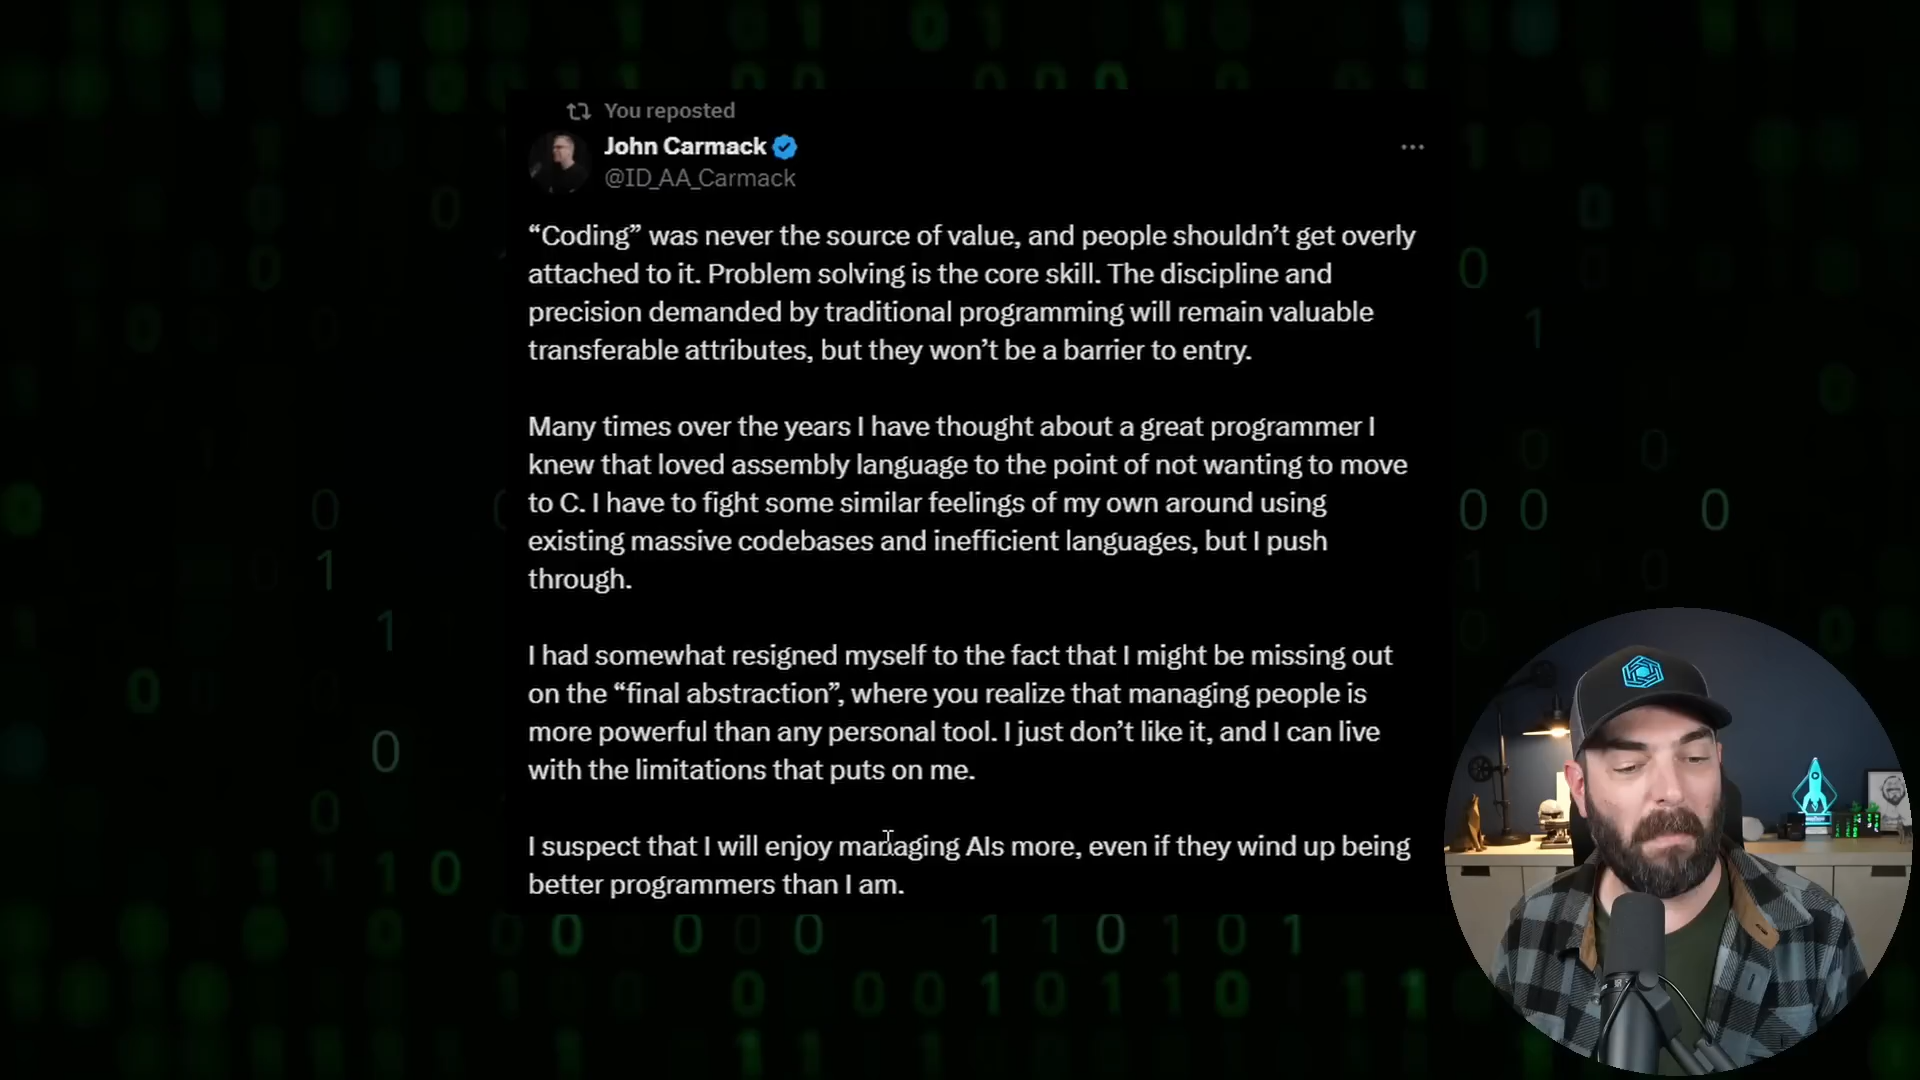 You reposted
John Carmack
@ID_AA_Carmack
“Coding” was never the source of value, and people shouldn’t get overly
attached to it. Problem solving is the core skill. The discipline and
precision demanded by traditional programming will remain valuable
transferable attributes, but they won’t be a barrier to entry.
Many times over the years I have thought about a great programmer I
knew that loved assembly language to the point of not wanting to move
to C. I have to fight some similar feelings of my own around using
existing massive codebases and inefficient languages, but I push
through.
I had somewhat resigned myself to the fact that I might be missing out
on the “final abstraction”, where you realize that managing people is
more powerful than any personal tool. I just don’t like it, and I can live
with the limitations that puts on me.
I suspect that I will enjoy managing AIs more, even if they wind up being
better programmers than I am.